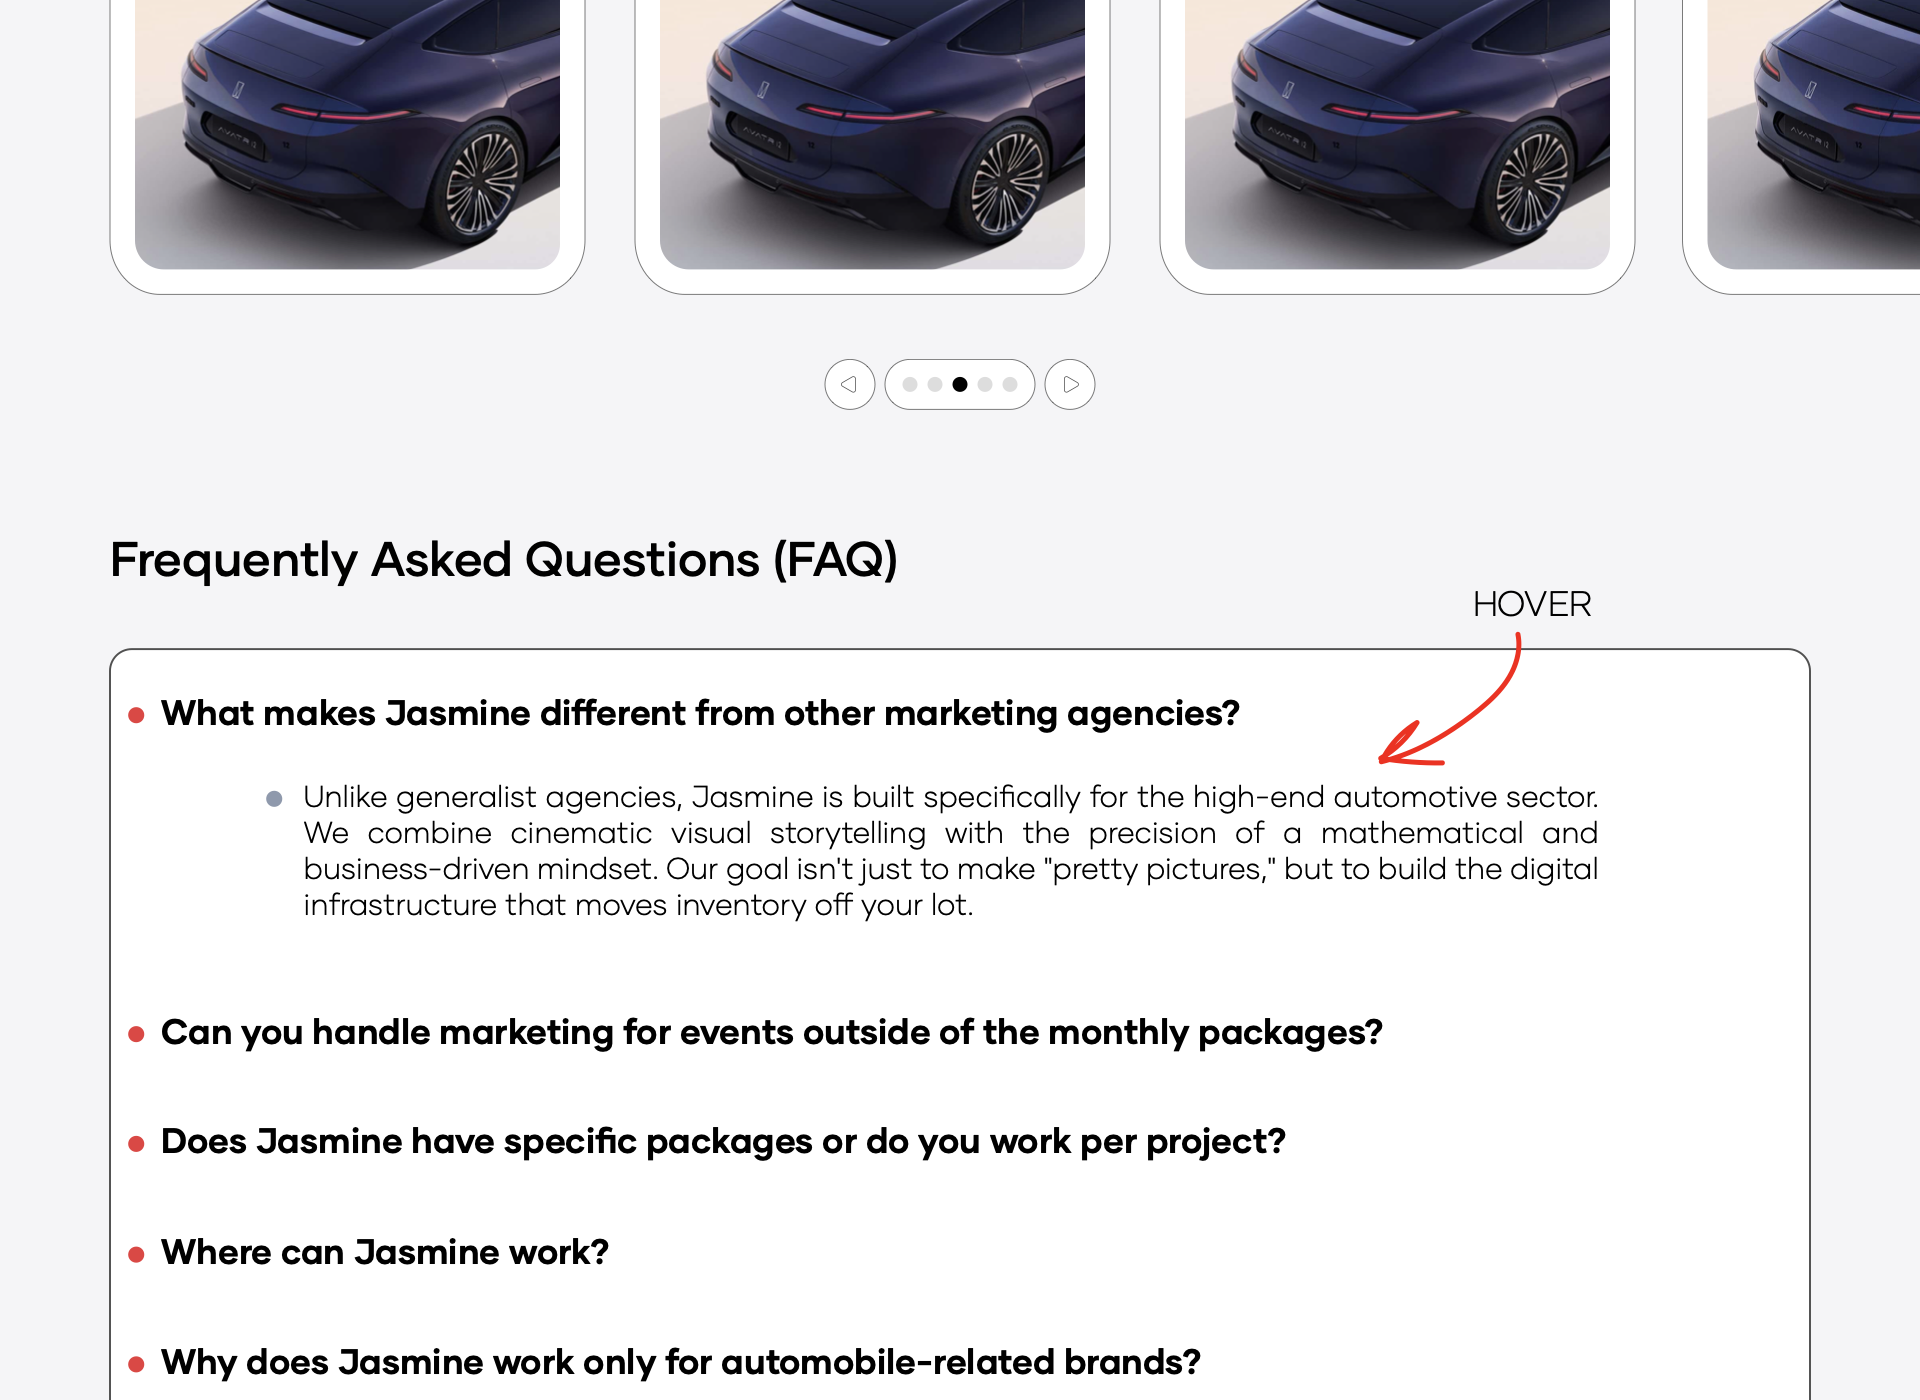 AVATR
AVATR
AVATR
AVATR
Frequently Asked Questions (FAQ)
HOVER
What makes Jasmine different from other marketing agencies?
Unlike generalist agencies, Jasmine is built specifically for the high-end automotive sector.
We combine cinematic visual storytelling with the precision of a mathematical and
business-driven mindset. Our goal isn't just to make "pretty pictures," but to build the digital
infrastructure that moves inventory off your lot.
Can you handle marketing for events outside of the monthly packages?
Does Jasmine have specific packages or do you work per project?
Where can Jasmine work?
Why does Jasmine work only for automobile-related brands?